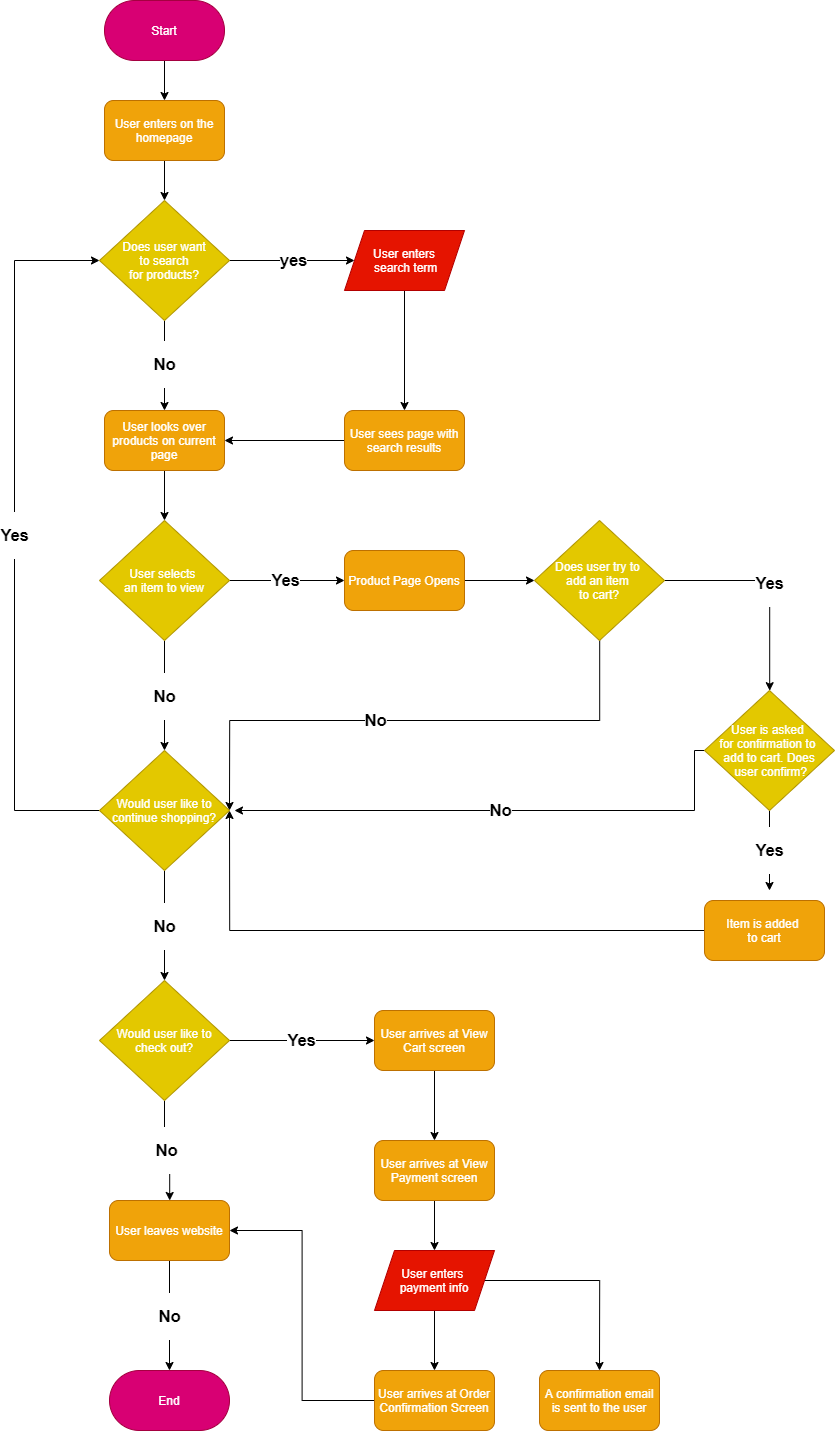 Start
User enters on the
homepage
Does user want
to search
for products?
yes
User enters
search term
No
User looks over
products on current
page
User sees page with
search results
Yes
User selects
an item to view
Yes
Product Page Opens
Does user try to
add an item
to cart?
Yes
No
No
User is asked
for confirmation to
add to cart. Does
user confirm?
Would user like to
continue shopping?
No
Yes
No
Item is added
to cart
Would user like to
check out?
Yes
User arrives at View
Cart screen
No
User arrives at View
Payment screen
User leaves website
User enters
payment info
No
End
User arrives at Order
Confirmation Screen
A confirmation email
is sent to the user